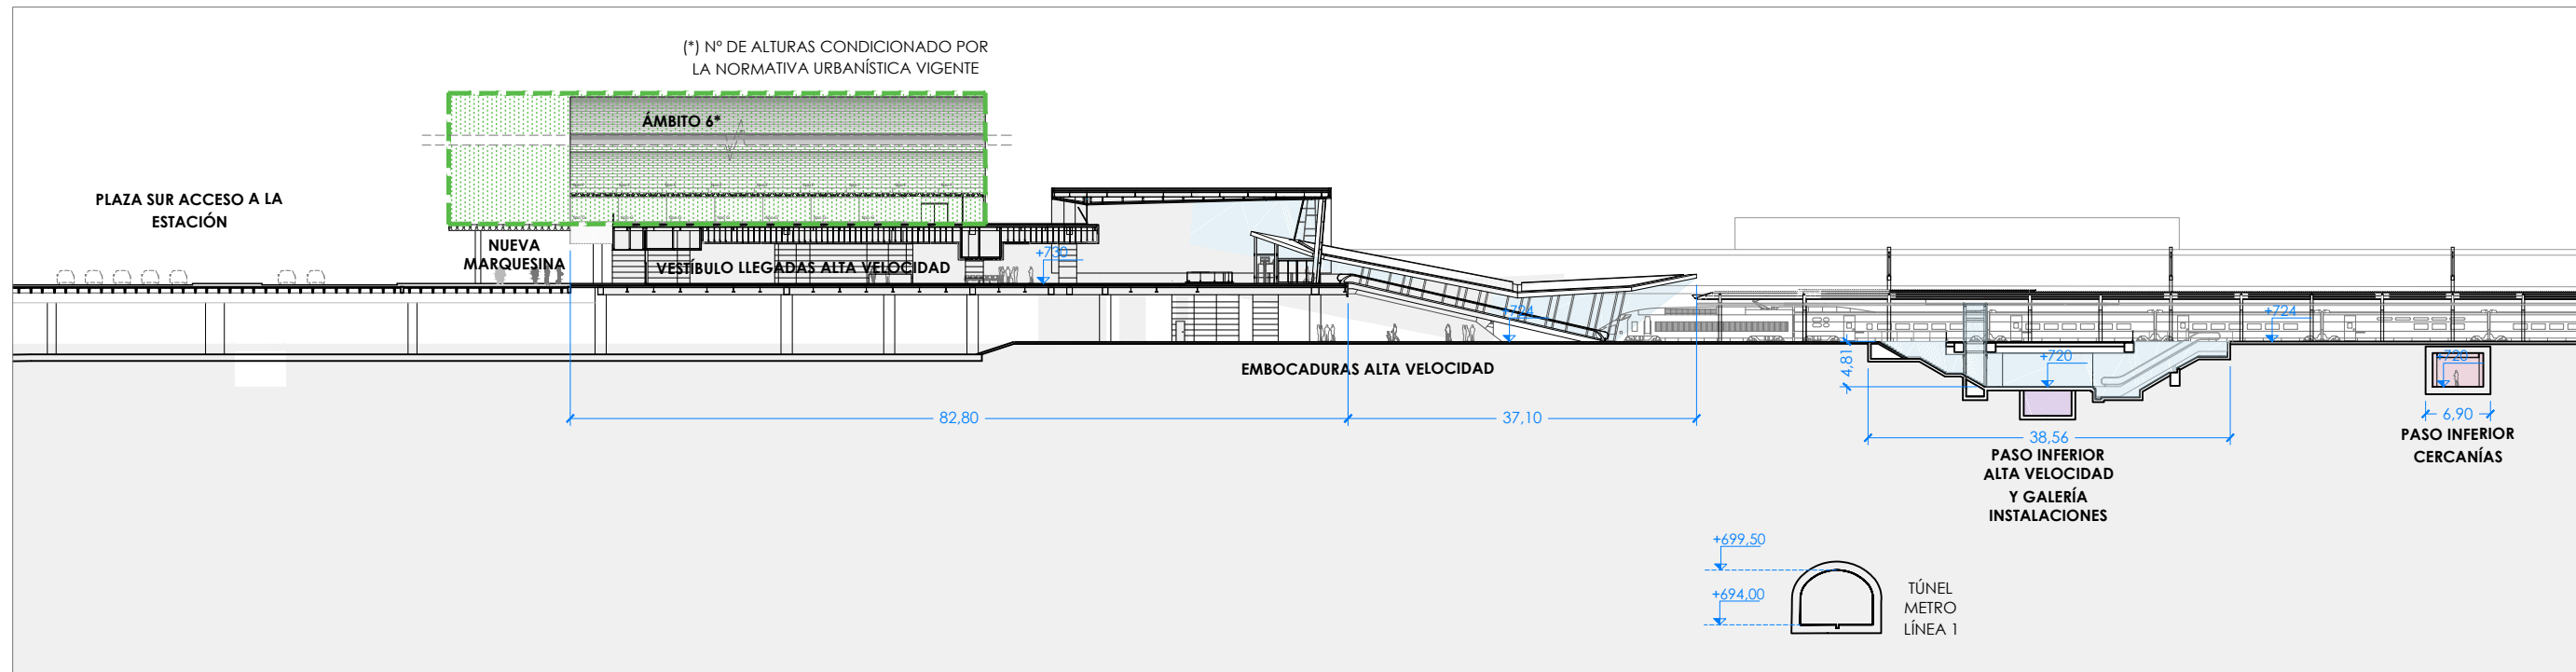 (*) Nº DE ALTURAS CONDICIONADO POR
LA NORMATIVA URBANÍSTICA VIGENTE
ÁMBITO 6*
PLAZA SUR ACCESO A LA
ESTACIÓN
NUEVA
MARQUESINA
VESTÍBULO LLEGADAS ALTA VELOCIDAD
+730
+724
+724
EMBOCADURAS ALTA VELOCIDAD
4,81
+720
+720
82,80
37,10
38,56
6,90
PASO INFERIOR
ALTA VELOCIDAD
Y GALERÍA
INSTALACIONES
PASO INFERIOR
CERCANÍAS
+699,50
+694,00
TÚNEL
METRO
LÍNEA 1